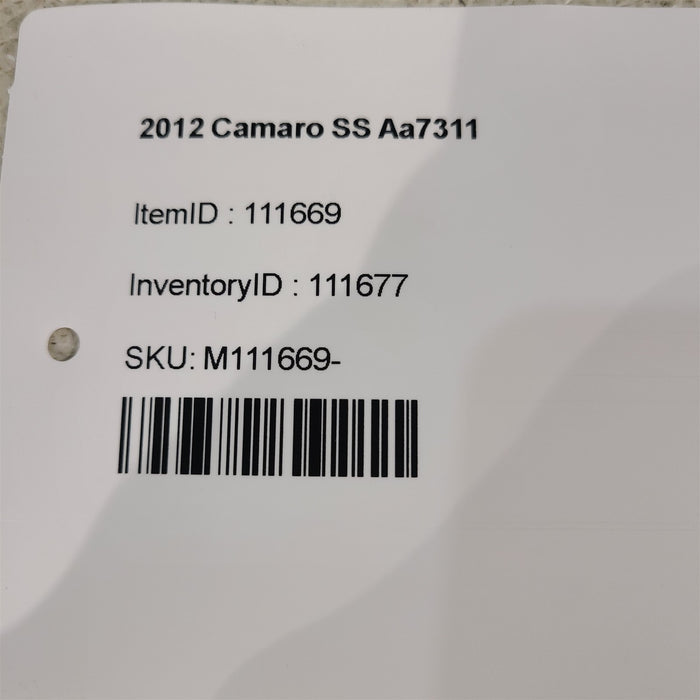 2012 Camaro SS Aa7311
ItemID : 111669
InventoryID : 111677
SKU: M111669-